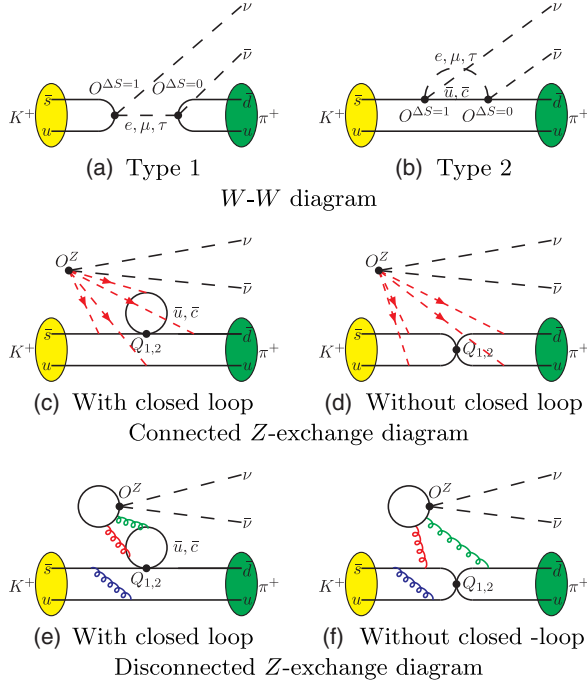 ν
ν̄
O^{ΔS=1} O^{ΔS=0}
s̄ d̄
K⁺ π⁺
e, μ, τ
u u
(a) Type 1
ν
ν̄
e, μ, τ
s̄ ū, c̄ d̄
K⁺ π⁺
O^{ΔS=1} O^{ΔS=0}
u u
(b) Type 2
W-W diagram
ν
O^Z
ν̄
ū, c̄
s̄ d̄
Q_{1,2}
K⁺ π⁺
u u
(c) With closed loop
ν
O^Z
ν̄
s̄ d̄
K⁺ Q_{1,2} π⁺
u u
(d) Without closed loop
Connected Z-exchange diagram
ν
O^Z
ν̄
ū, c̄
s̄ d̄
Q_{1,2}
K⁺ π⁺
u u
(e) With closed loop
ν
O^Z
ν̄
s̄ d̄
K⁺ Q_{1,2} π⁺
u u
(f) Without closed -loop
Disconnected Z-exchange diagram